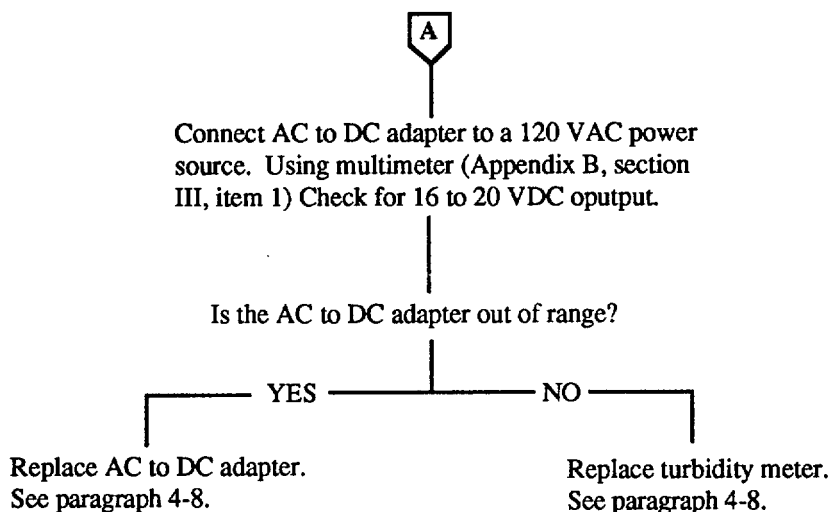 A
Connect AC to DC adapter to a 120 VAC power
source. Using multimeter (Appendix B, section
III, item 1) Check for 16 to 20 VDC oputput.
Is the AC to DC adapter out of range?
YES NO
Replace AC to DC adapter.
See paragraph 4-8.
Replace turbidity meter.
See paragraph 4-8.